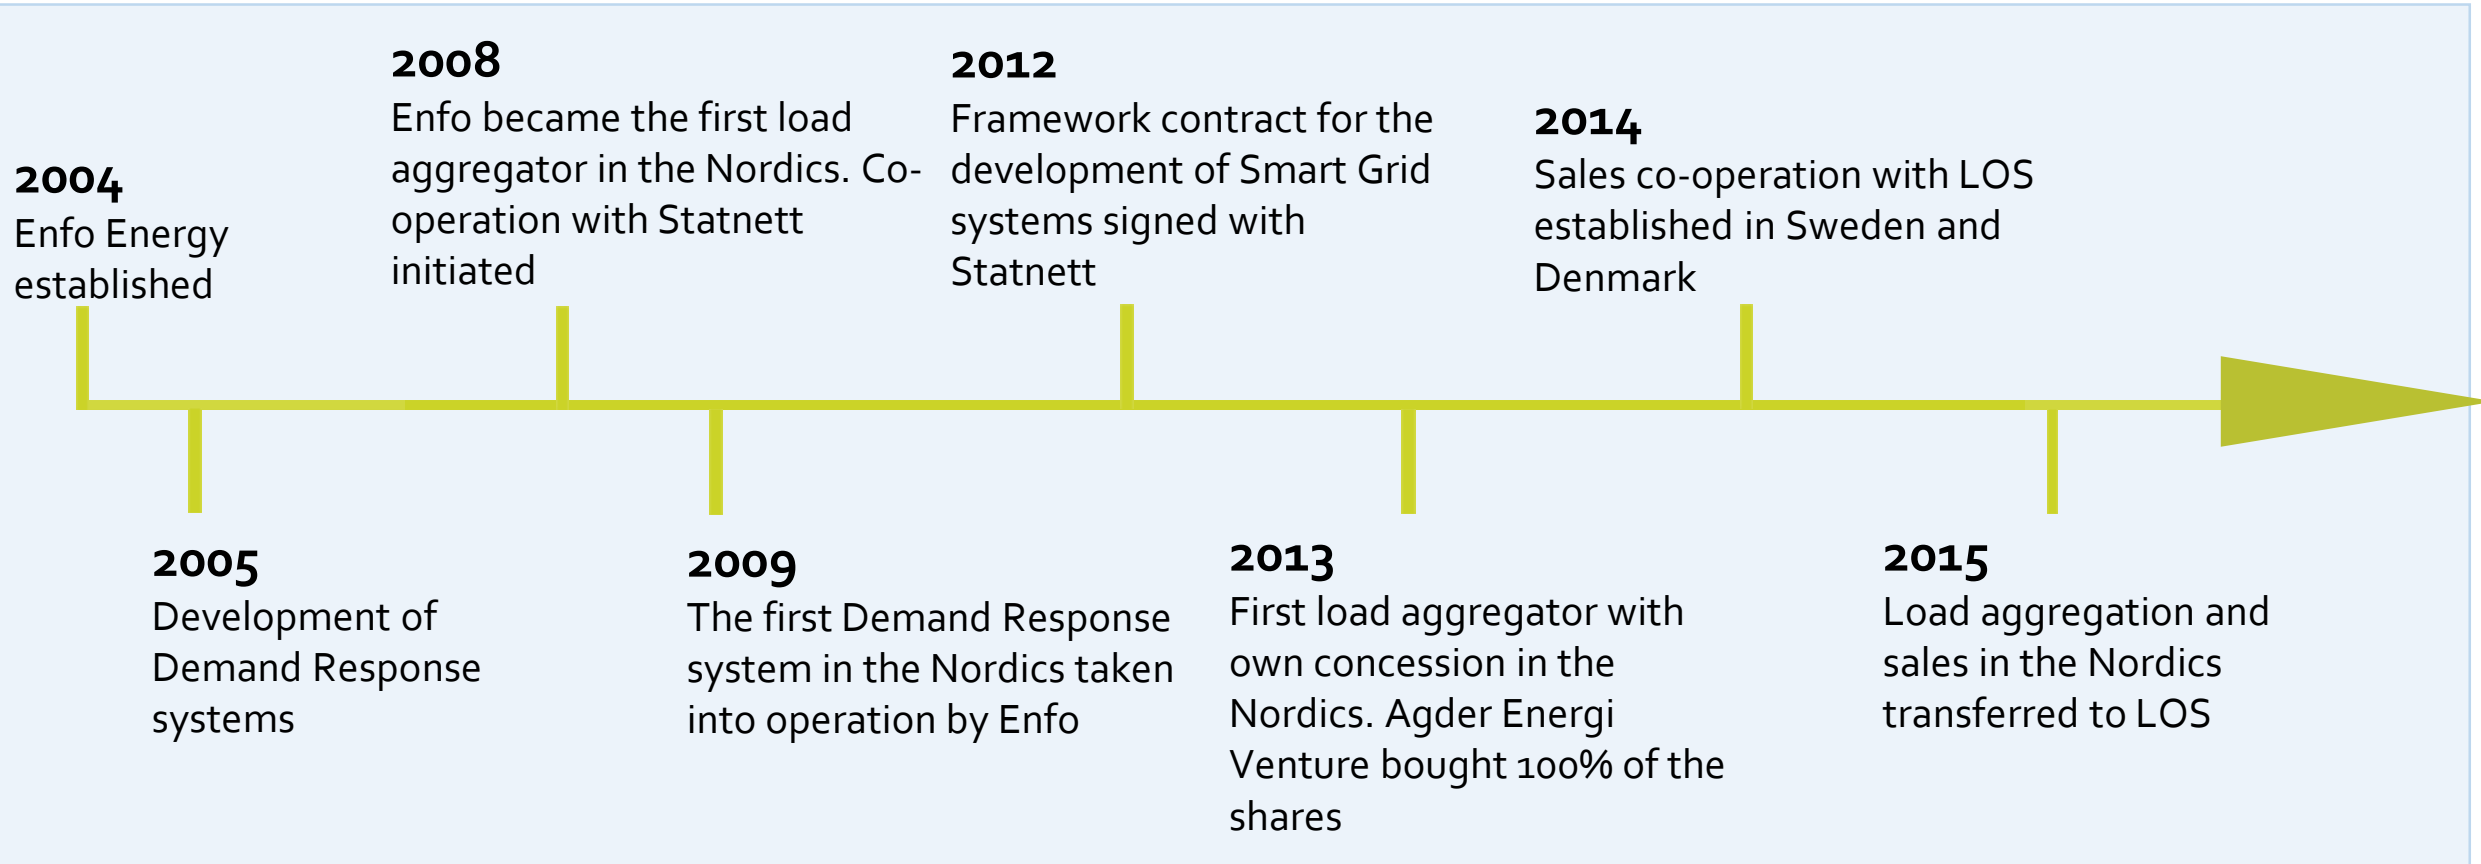 2004
Enfo Energy
established
2005
Development of
Demand Response
systems
2008
Enfo became the first load
aggregator in the Nordics. Co-
operation with Statnett
initiated
2009
The first Demand Response
system in the Nordics taken
into operation by Enfo
2012
Framework contract for the
development of Smart Grid
systems signed with
Statnett
2013
First load aggregator with
own concession in the
Nordics. Agder Energi
Venture bought 100% of the
shares
2014
Sales co-operation with LOS
established in Sweden and
Denmark
2015
Load aggregation and
sales in the Nordics
transferred to LOS